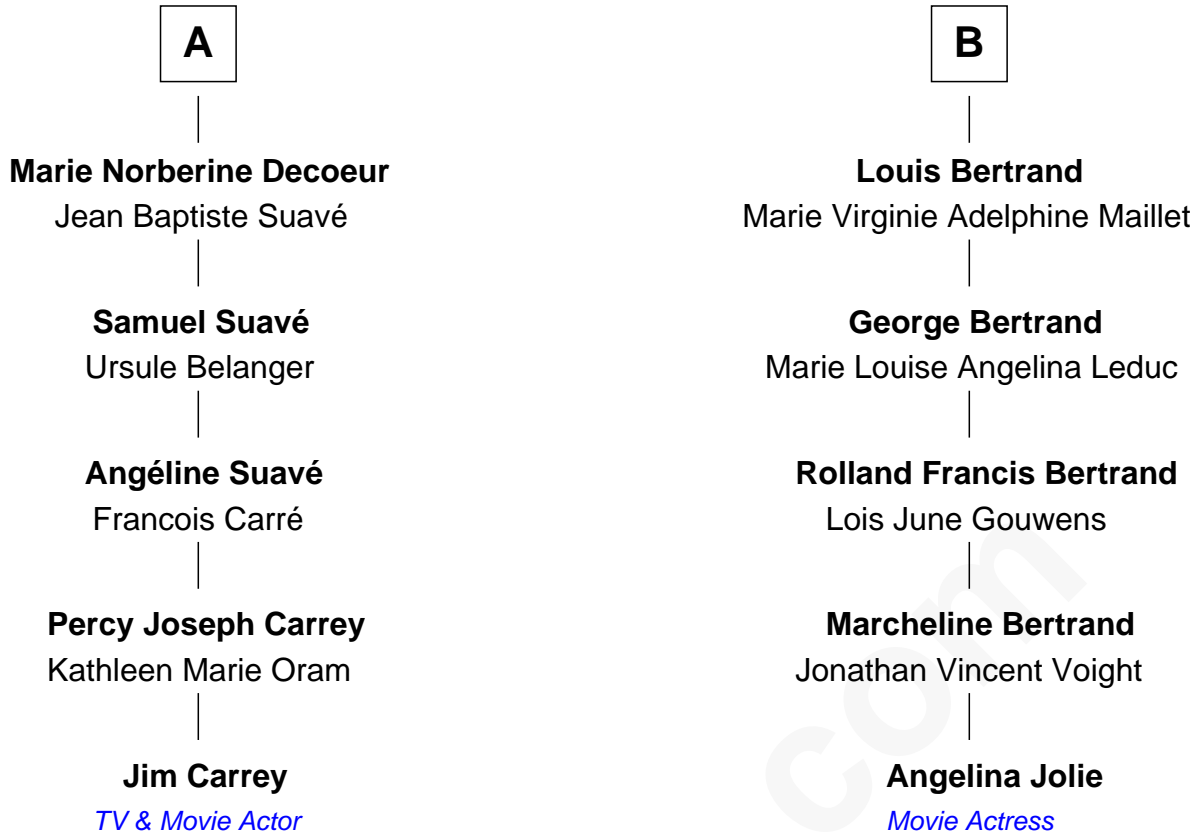 A
Marie Norberine Decoeur
Jean Baptiste Suavé
Samuel Suavé
Ursule Belanger
Angéline Suavé
Francois Carré
Percy Joseph Carrey
Kathleen Marie Oram
Jim Carrey
TV & Movie Actor
B
Louis Bertrand
Marie Virginie Adelphine Maillet
George Bertrand
Marie Louise Angelina Leduc
Rolland Francis Bertrand
Lois June Gouwens
Marcheline Bertrand
Jonathan Vincent Voight
Angelina Jolie
Movie Actress
com